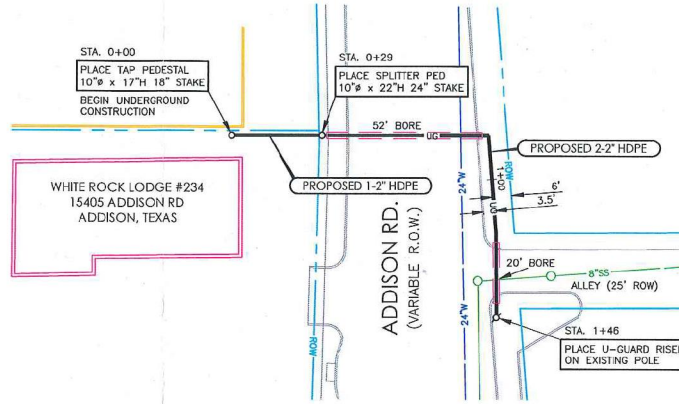 STA. 0+00
PLACE TAP PEDESTAL
10"ø x 17"H 18" STAKE
BEGIN UNDERGROUND
CONSTRUCTION
STA. 0+29
PLACE SPLITTER PED
10"ø x 22"H 24" STAKE
52' BORE
UG
PROPOSED 2-2" HDPE
PROPOSED 1-2" HDPE
WHITE ROCK LODGE #234
15405 ADDISON RD
ADDISON, TEXAS
ADDISON RD.
(VARIABLE R.O.W.)
24"W
24"W
1+00
ROW
6'
3.5'
UG
20' BORE
8"SS
ALLEY (25' ROW)
ROW
STA. 1+46
PLACE U-GUARD RISE
ON EXISTING POLE